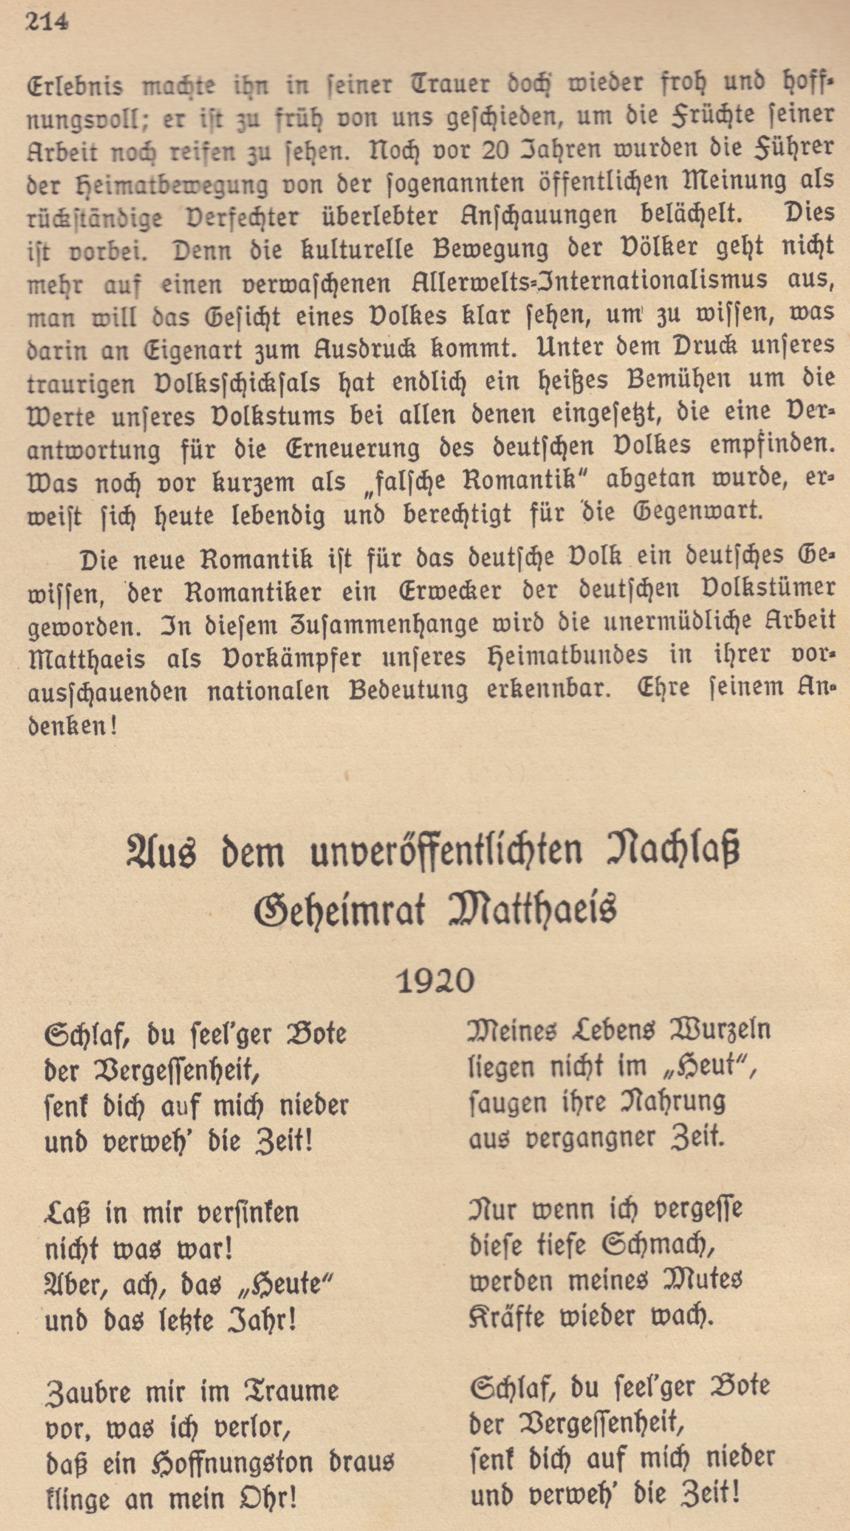 214
Erlebnis machte ihn in seiner Trauer doch wieder froh und hoff-
nungsvoll; er ist zu früh von uns geschieden, um die Früchte seiner
Arbeit noch reifen zu sehen. Noch vor 20 Jahren wurden die Führer
der Heimatbewegung von der sogenannten öffentlichen Meinung als
rückständige Verfechter überlebter Anschauungen belächelt. Dies
ist vorbei. Denn die kulturelle Bewegung der Völker geht nicht
mehr auf einen verwaschenen Allerwelts-Internationalismus aus,
man will das Gesicht eines Volkes klar sehen, um zu wissen, was
darin an Eigenart zum Ausdruck kommt. Unter dem Druck unseres
traurigen Volksschicksals hat endlich ein heißes Bemühen um die
Werte unseres Volkstums bei allen denen eingesetzt, die eine Ver-
antwortung für die Erneuerung des deutschen Volkes empfinden.
Was noch vor kurzem als „falsche Romantik“ abgetan wurde, er-
weist sich heute lebendig und berechtigt für die Gegenwart.
Die neue Romantik ist für das deutsche Volk ein deutsches Ge-
wissen, der Romantiker ein Erwecker der deutschen Volkstümer
geworden. In diesem Zusammenhange wird die unermüdliche Arbeit
Matthaeis als Vorkämpfer unseres Heimatbundes in ihrer vor-
ausschauenden nationalen Bedeutung erkennbar. Ehre seinem An-
denken!
Aus dem unveröffentlichten Nachlaß
Geheimrat Matthaeis
1920
Schlaf, du seel'ger Bote
der Vergessenheit,
senk dich auf mich nieder
und verweh' die Zeit!
Laß in mir versinken
nicht was war!
Aber, ach, das „Heute“
und das letzte Jahr!
Zaubre mir im Traume
vor, was ich verlor,
daß ein Hoffnungston draus
klinge an mein Ohr!
Meines Lebens Wurzeln
liegen nicht im „Heut“,
saugen ihre Nahrung
aus vergangner Zeit.
Nur wenn ich vergesse
diese tiefe Schmach,
werden meines Mutes
Kräfte wieder wach.
Schlaf, du seel'ger Bote
der Vergessenheit,
senk dich auf mich nieder
und verweh' die Zeit!